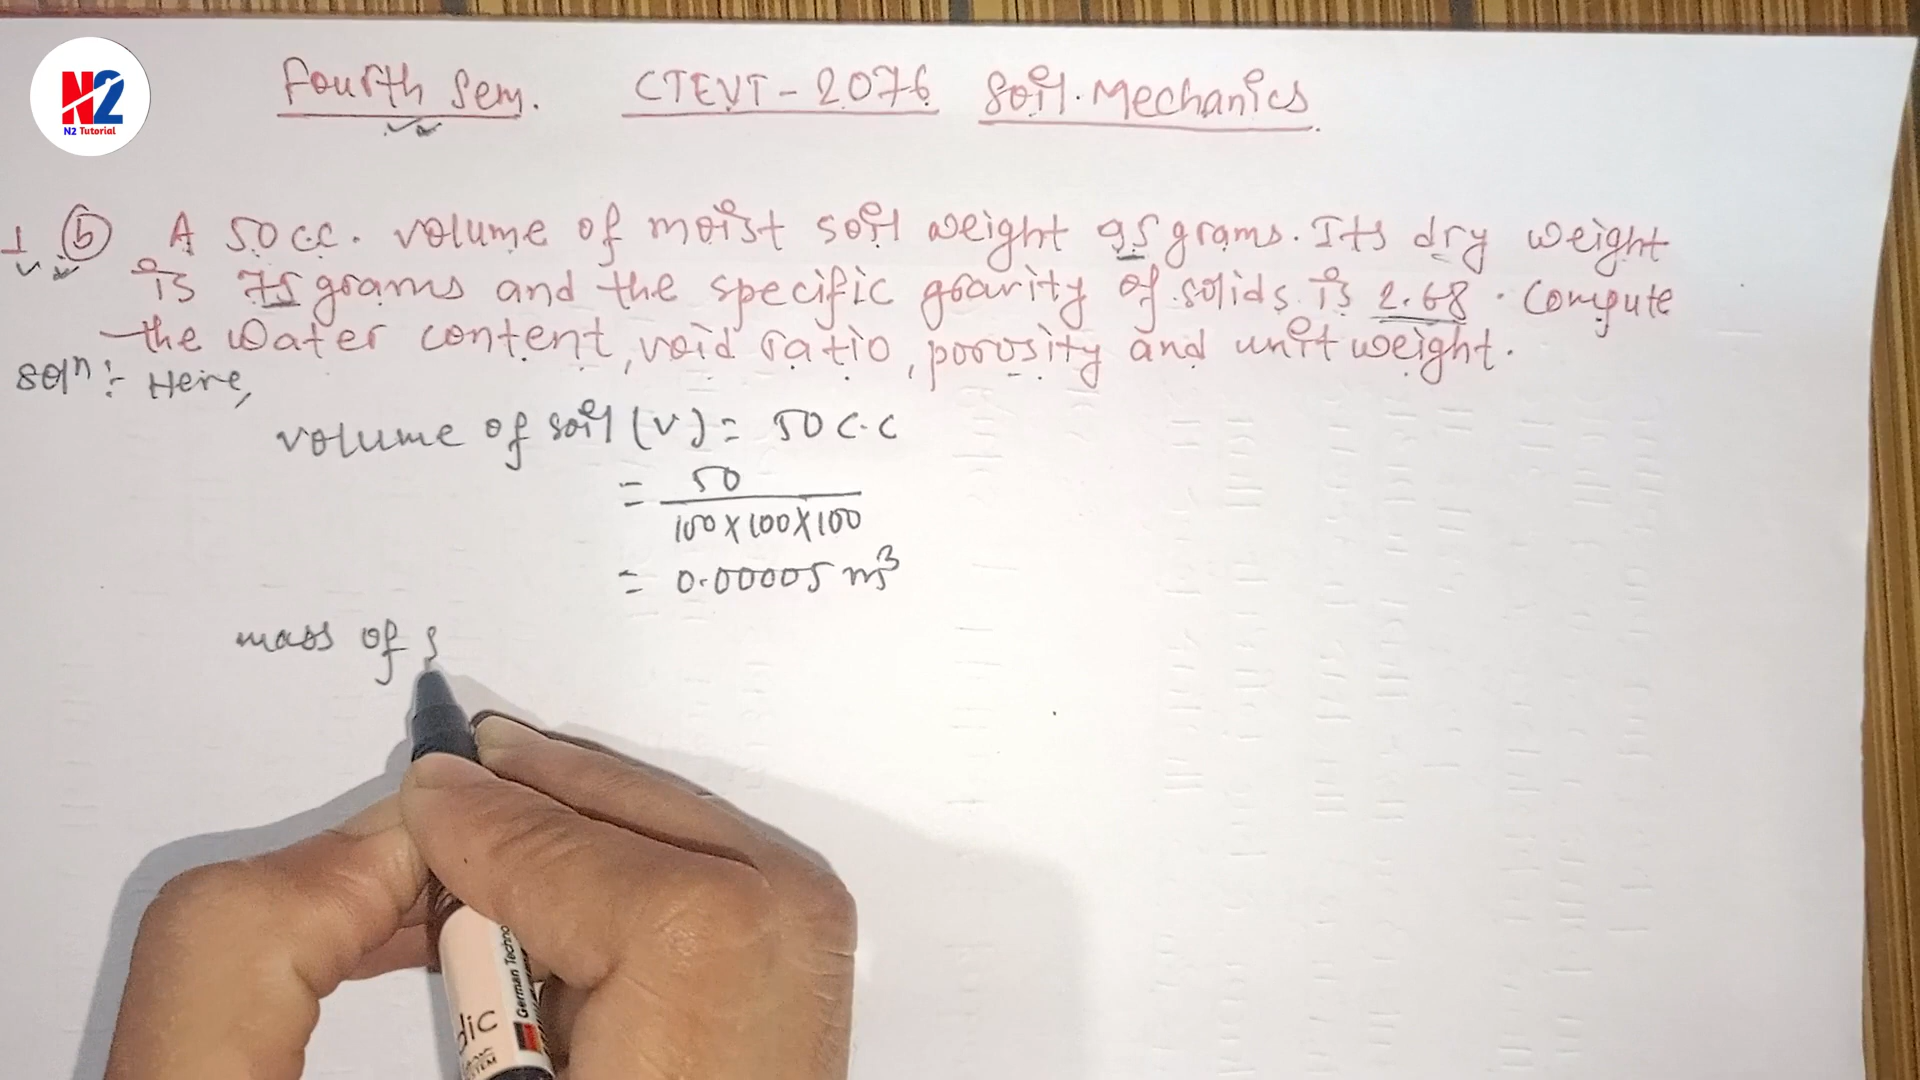 N2
N2 Tutorial
Fourth Sem. CTEVT-2076 Soil. Mechanics
1 (b) A 50 c.c. volume of moist soil weight 95 grams. Its dry weight
is 75 grams and the specific gravity of solids is 2.68. Compute
the water content, void ratio, porosity and unit weight.
Solⁿ:- Here,
volume of soil (V) = 50 c.c
= 50
100×100×100
= 0.00005 m³
mass of s
dic
German Techno